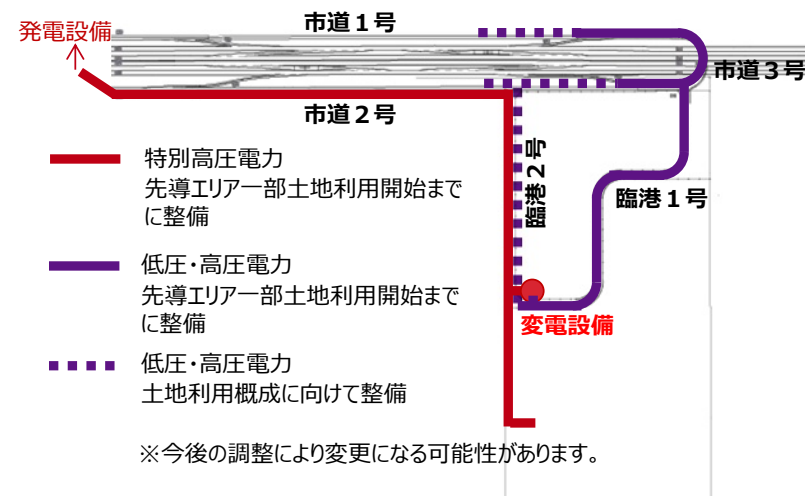 市道１号
発電設備
市道３号
市道２号
特別高圧電力
先導エリア一部土地利用開始まで
に整備
臨港２号
臨港１号
低圧・高圧電力
先導エリア一部土地利用開始まで
に整備
変電設備
低圧・高圧電力
土地利用概成に向けて整備
※今後の調整により変更になる可能性があります。